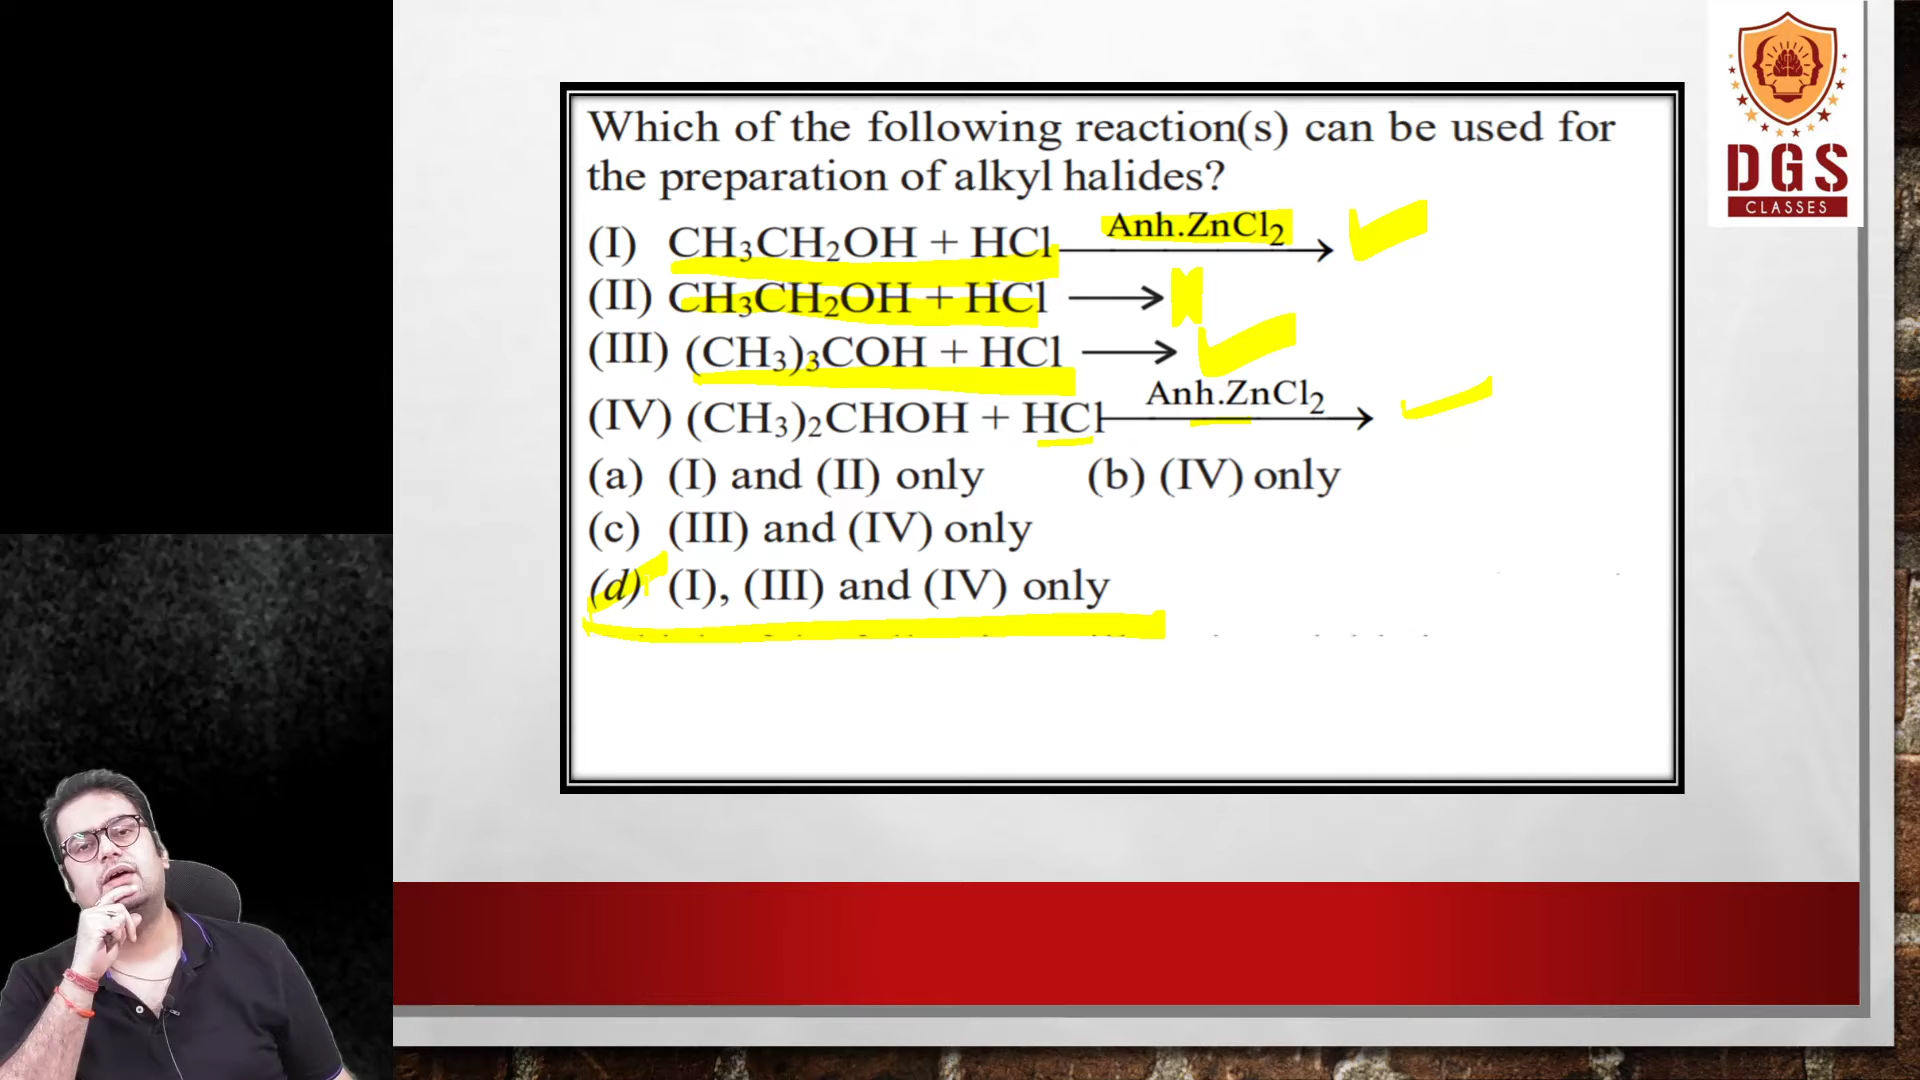 Which of the following reaction(s) can be used for
the preparation of alkyl halides?
(I) CH₃CH₂OH + HCl Anh.ZnCl₂ ⟶
(II) CH₃CH₂OH + HCl ⟶
(III) (CH₃)₃COH + HCl ⟶
(IV) (CH₃)₂CHOH + HCl Anh.ZnCl₂ ⟶
(a) (I) and (II) only (b) (IV) only
(c) (III) and (IV) only
(d) (I), (III) and (IV) only
DGS
CLASSES